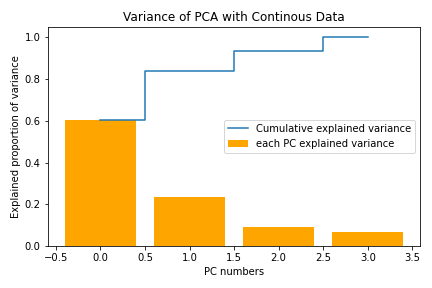 Variance of PCA with Continous Data
Explained proportion of variance
1.0
0.8
0.6
0.4
0.2
0.0
Cumulative explained variance
each PC explained variance
−0.5 0.0 0.5 1.0 1.5 2.0 2.5 3.0 3.5
PC numbers